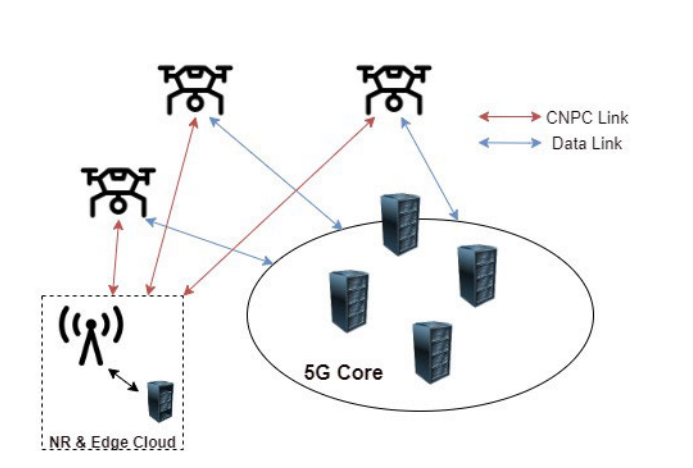 CNPC Link
Data Link
5G Core
NR & Edge Cloud